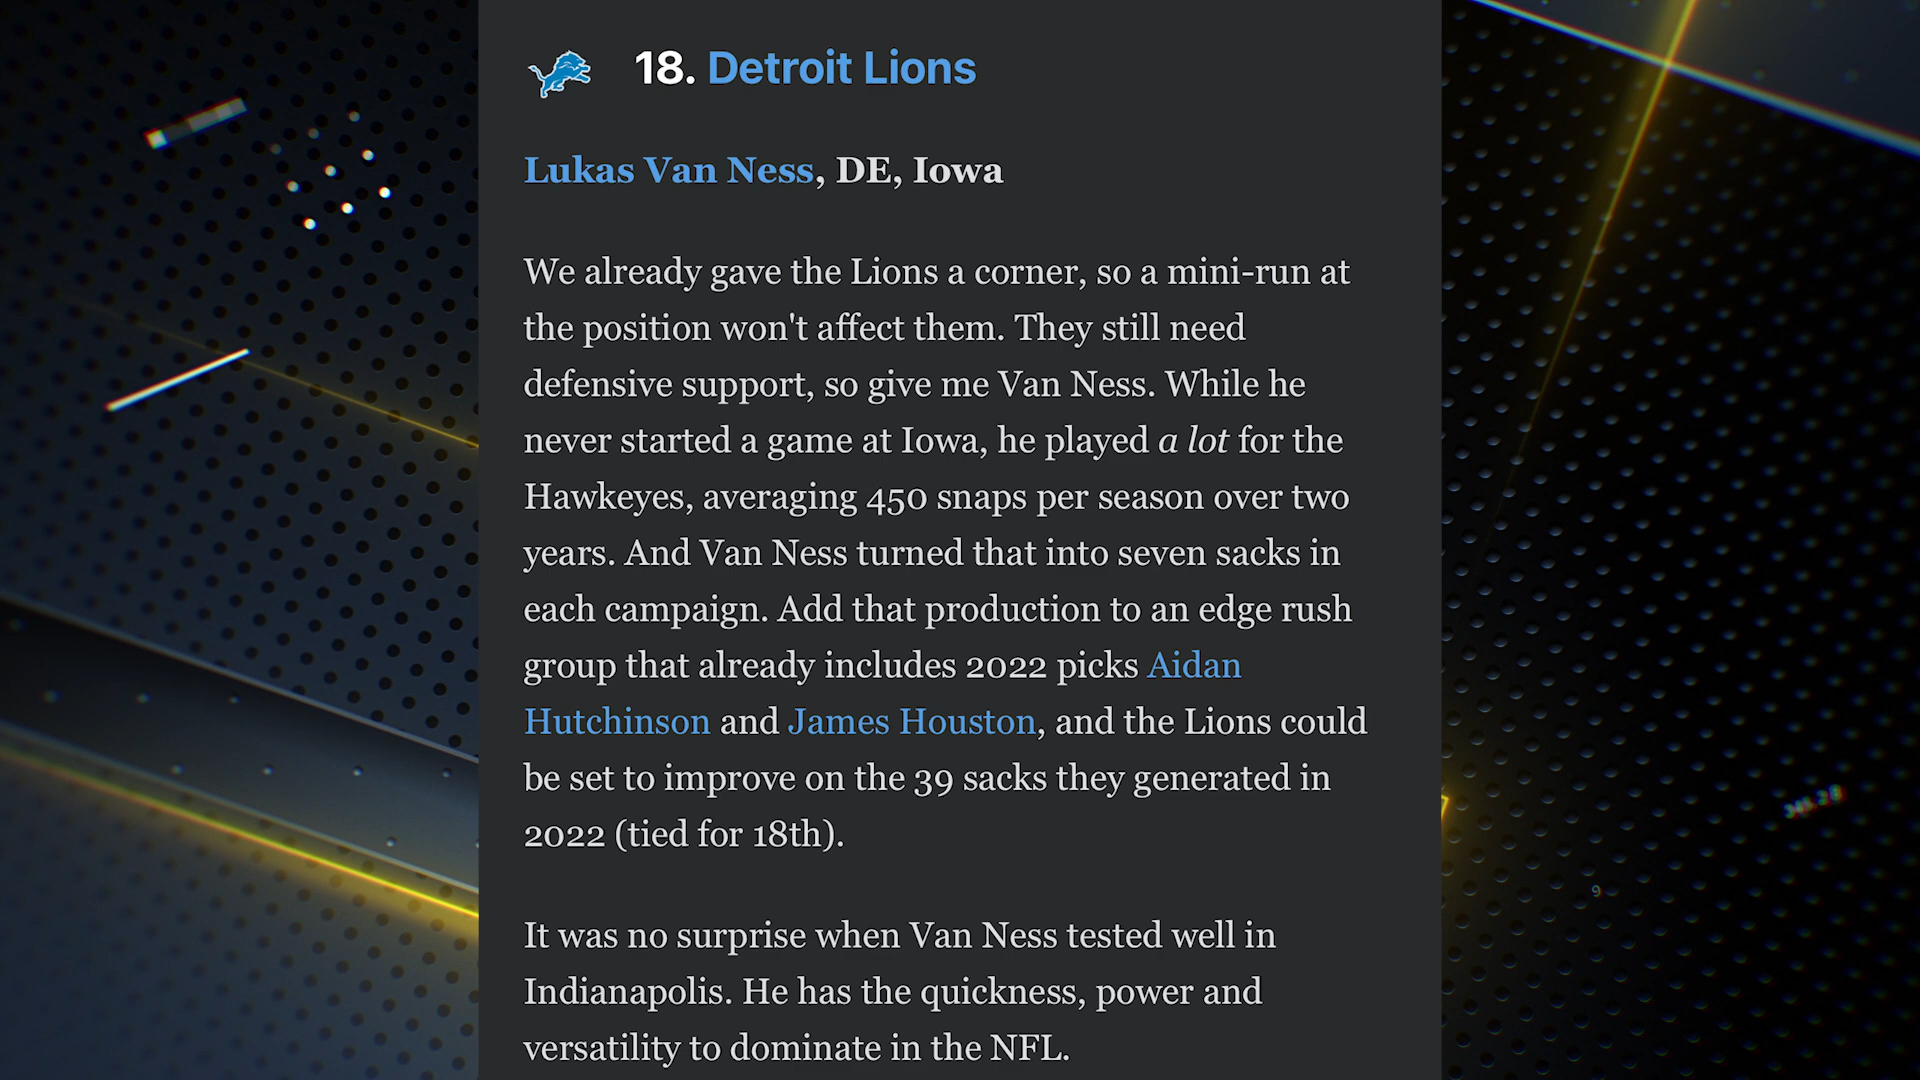 18. Detroit Lions
Lukas Van Ness, DE, Iowa
We already gave the Lions a corner, so a mini-run at
the position won't affect them. They still need
defensive support, so give me Van Ness. While he
never started a game at Iowa, he played a lot for the
Hawkeyes, averaging 450 snaps per season over two
years. And Van Ness turned that into seven sacks in
each campaign. Add that production to an edge rush
group that already includes 2022 picks Aidan
Hutchinson and James Houston, and the Lions could
be set to improve on the 39 sacks they generated in
2022 (tied for 18th).
It was no surprise when Van Ness tested well in
Indianapolis. He has the quickness, power and
versatility to dominate in the NFL.
9